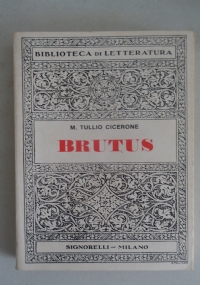 BIBLIOTECA DI LETTERATURA
M. TULLIO CICERONE
BRUTUS
SIGNORELLI - MILANO